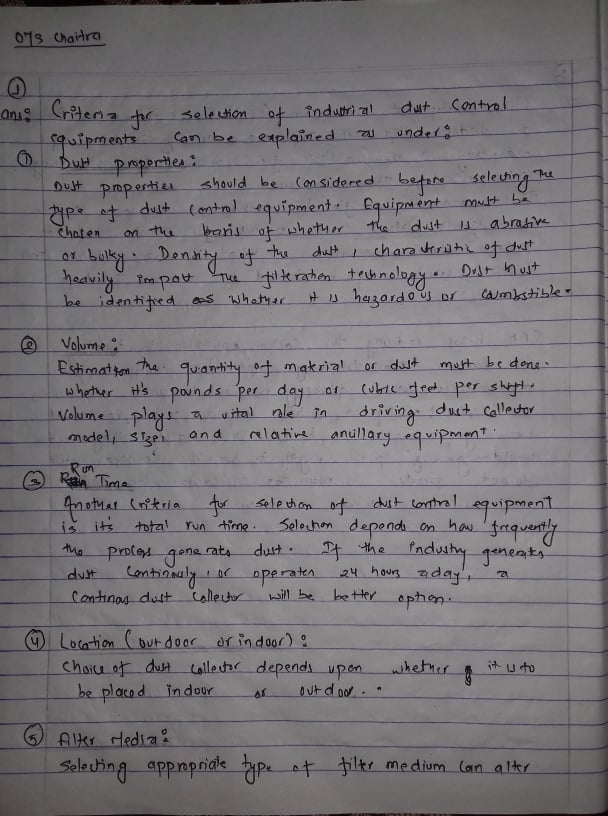 073 chaitra
①
ans: Criteria for selection of industrial dust control
equipments can be explained as under:
① Dust properties:
Dust properties should be considered before selecting the
type of dust control equipment. Equipment must be
chosen on the basis of whether the dust is abrasive
or bulky. Density of the dust, charactristic of dust
heavily impact the filteration technology. Dust must
be identified as whether it is hazardous or cumbstible.
② Volume:
Estimation the quantity of material or dust must be done.
whether it's pounds per day or cubic feet per shift.
Volume plays a vital role in driving dust collector
model, size, and relative ancillary equipment.
③ Run Time
Another criteria for selection of dust control equipment
is it's total run time. Selection depends on how frequently
the process generates dust. If the industry generates
dust continously, or operates 24 hours a day, a
continous dust collector will be better option.
④ Location (outdoor or indoor):
Choice of dust collector depends upon whether it is to
be placed indour or outdoor..
⑤ Filter Media:
Selecting appropriate type of filter medium can alter